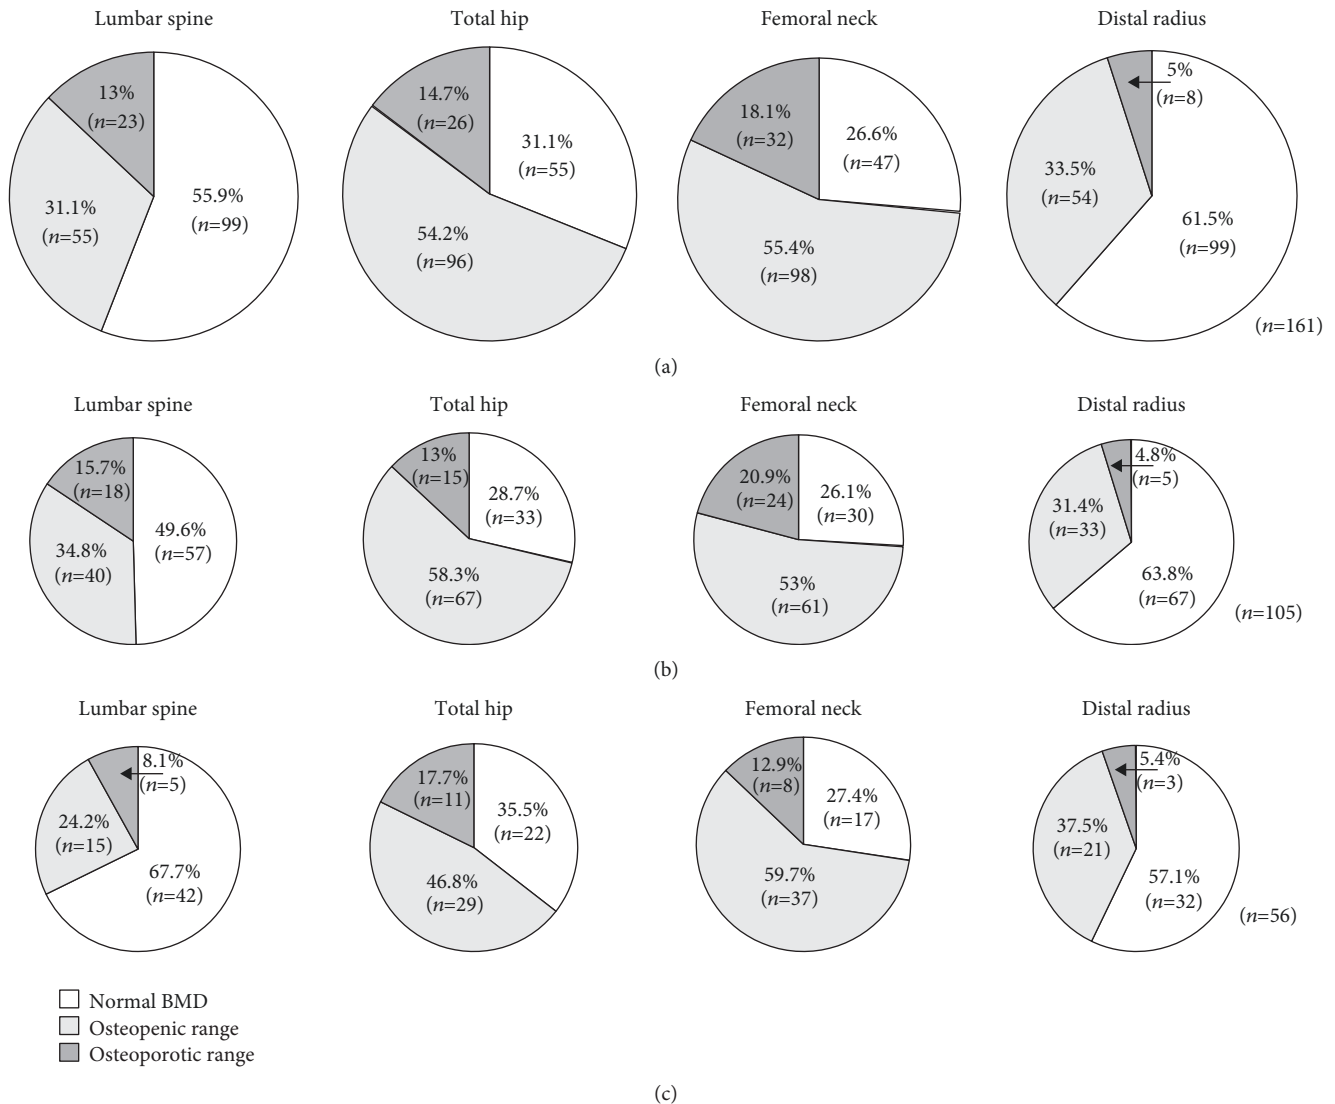 Lumbar spine
Total hip
Femoral neck
Distal radius
13%
(n=23)
31.1%
(n=55)
55.9%
(n=99)
14.7%
(n=26)
31.1%
(n=55)
54.2%
(n=96)
18.1%
(n=32)
26.6%
(n=47)
55.4%
(n=98)
5%
(n=8)
33.5%
(n=54)
61.5%
(n=99)
(n=161)
(a)
Lumbar spine
Total hip
Femoral neck
Distal radius
15.7%
(n=18)
49.6%
(n=57)
34.8%
(n=40)
13%
(n=15)
28.7%
(n=33)
58.3%
(n=67)
20.9%
(n=24)
26.1%
(n=30)
53%
(n=61)
4.8%
(n=5)
31.4%
(n=33)
63.8%
(n=67)
(n=105)
(b)
Lumbar spine
Total hip
Femoral neck
Distal radius
8.1%
(n=5)
24.2%
(n=15)
67.7%
(n=42)
17.7%
(n=11)
35.5%
(n=22)
46.8%
(n=29)
12.9%
(n=8)
27.4%
(n=17)
59.7%
(n=37)
5.4%
(n=3)
37.5%
(n=21)
57.1%
(n=32)
(n=56)
Normal BMD
Osteopenic range
Osteoporotic range
(c)